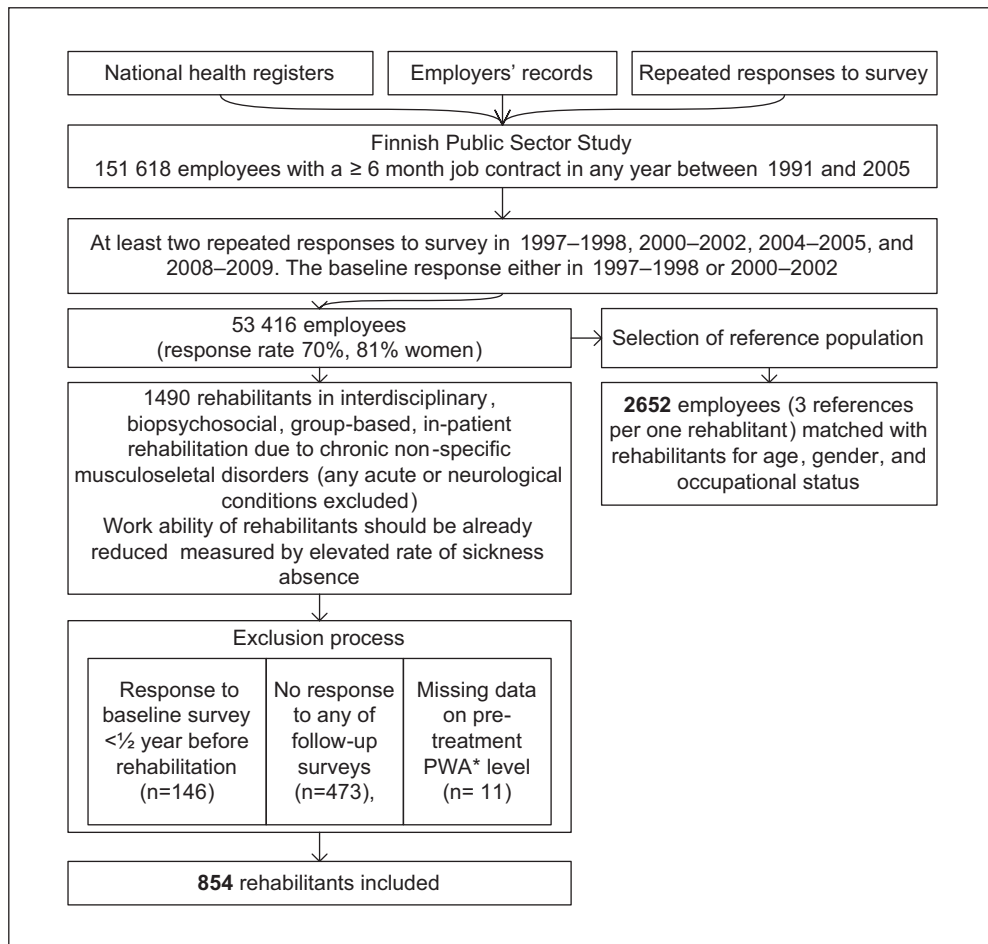 National health registers
Employers' records
Repeated responses to survey
Finnish Public Sector Study
151 618 employees with a ≥ 6 month job contract in any year between 1991 and 2005
At least two repeated responses to survey in 1997–1998, 2000–2002, 2004–2005, and
2008–2009. The baseline response either in 1997–1998 or 2000–2002
53 416 employees
(response rate 70%, 81% women)
Selection of reference population
1490 rehabilitants in interdisciplinary,
biopsychosocial, group-based, in-patient
rehabilitation due to chronic non-specific
musculoseletal disorders (any acute or neurological
conditions excluded)
Work ability of rehabilitants should be already
reduced measured by elevated rate of sickness
absence
2652 employees (3 references
per one rehablitant) matched with
rehabilitants for age, gender, and
occupational status
Exclusion process
Response to
baseline survey
<½ year before
rehabilitation
(n=146)
No response
to any of
follow-up
surveys
(n=473),
Missing data
on pre-
treatment
PWA* level
(n= 11)
854 rehabilitants included